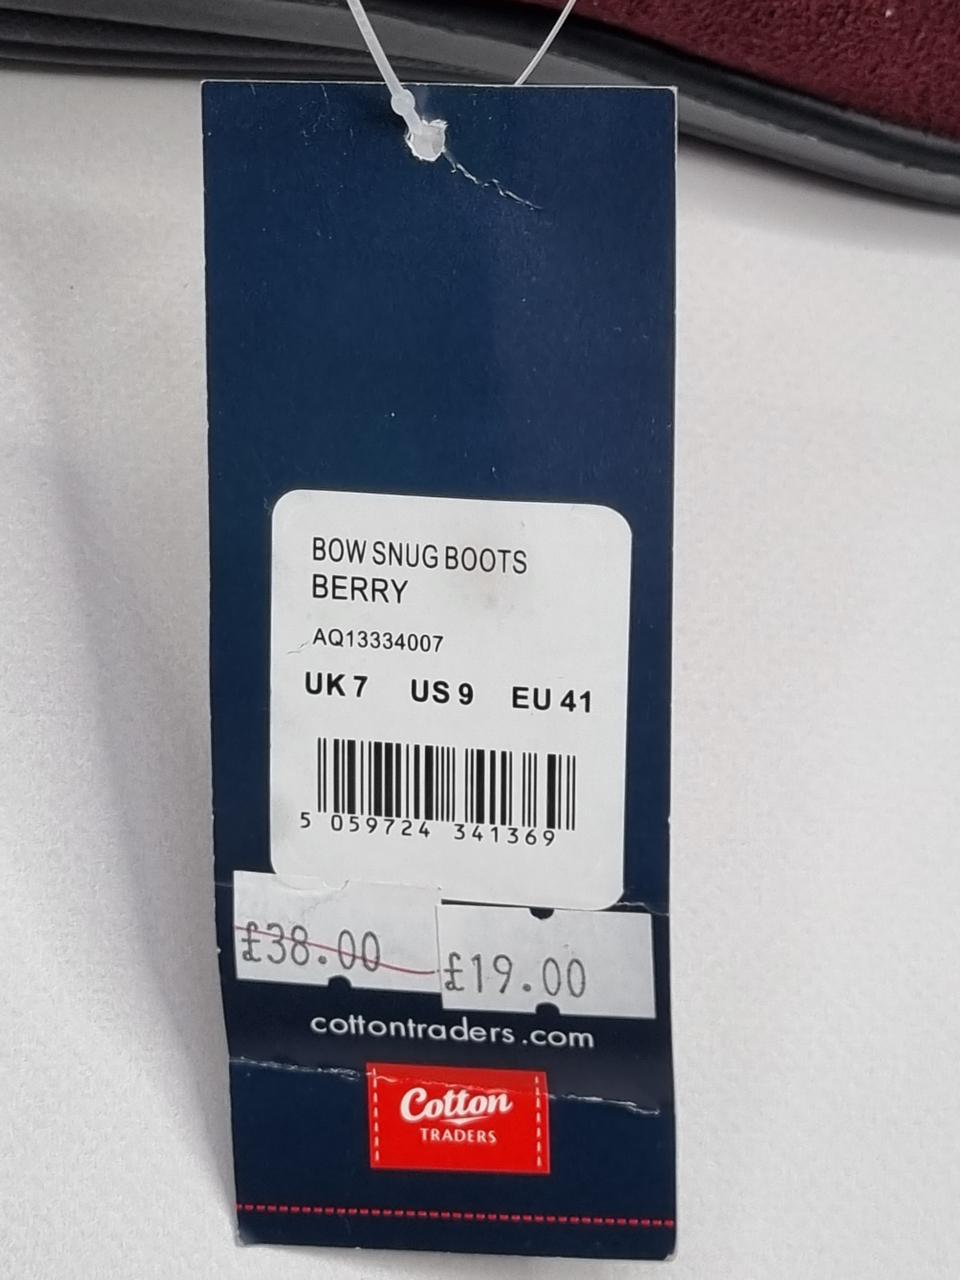 BOW SNUG BOOTS
BERRY
AQ13334007
UK 7 US 9 EU 41
5 059724 341369
£38.00 £19.00
cottontraders.com
Cotton
TRADERS